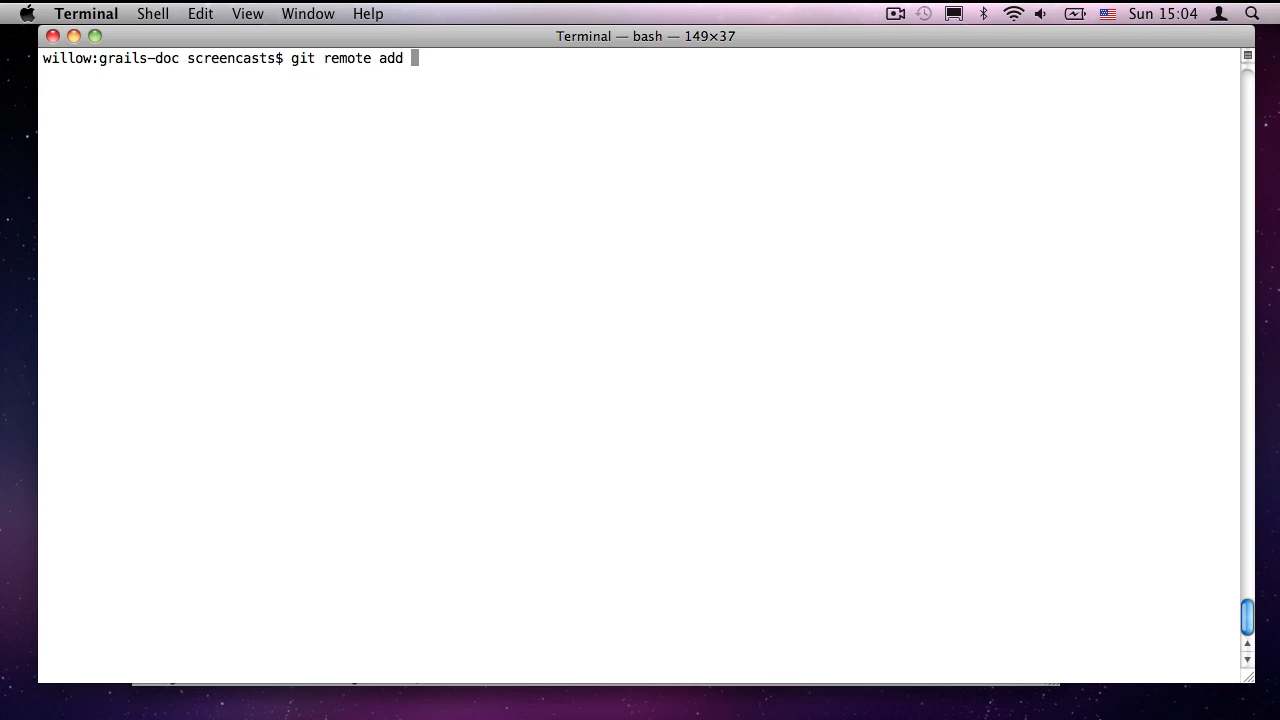 Terminal Shell Edit View Window Help Sun 15:04
Terminal — bash — 149×37
willow:grails-doc screencasts$ git remote add